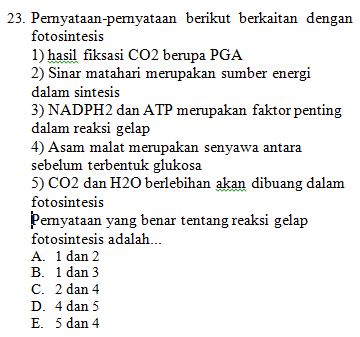 23. Pernyataan-pernyataan berikut berkaitan dengan
fotosintesis
1) hasil fiksasi CO2 berupa PGA
2) Sinar matahari merupakan sumber energi
dalam sintesis
3) NADPH2 dan ATP merupakan faktor penting
dalam reaksi gelap
4) Asam malat merupakan senyawa antara
sebelum terbentuk glukosa
5) CO2 dan H2O berlebihan akan dibuang dalam
fotosintesis
Pernyataan yang benar tentang reaksi gelap
fotosintesis adalah...
A. 1 dan 2
B. 1 dan 3
C. 2 dan 4
D. 4 dan 5
E. 5 dan 4